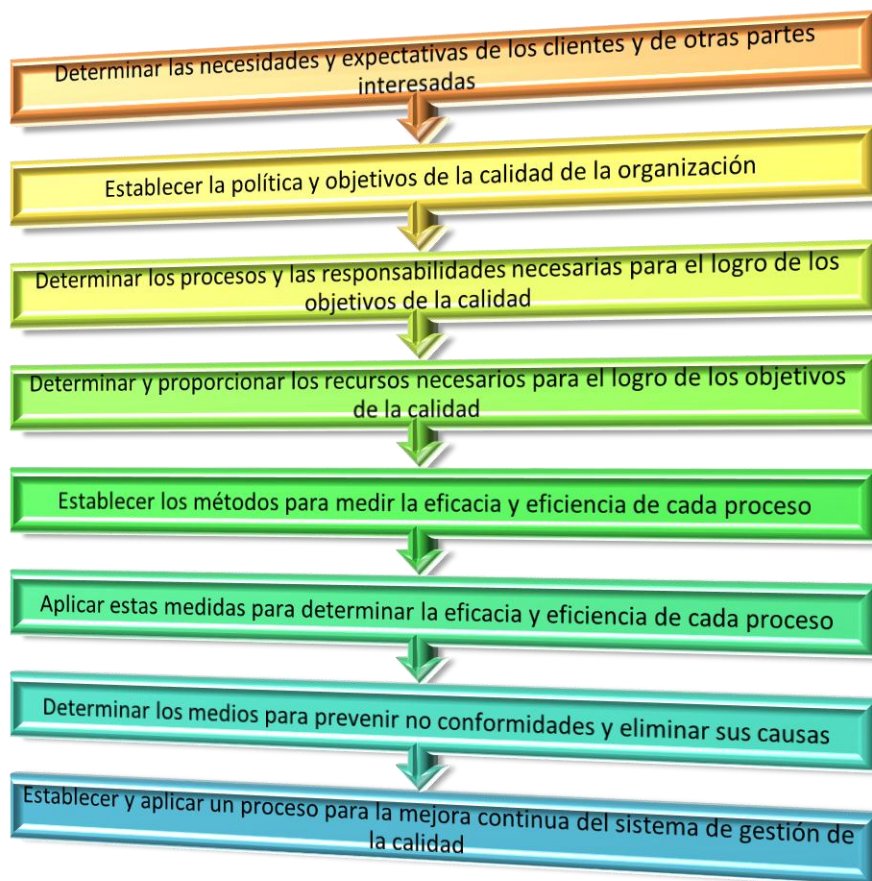 Determinar las necesidades y expectativas de los clientes y de otras partes
interesadas
Establecer la política y objetivos de la calidad de la organización
Determinar los procesos y las responsabilidades necesarias para el logro de los
objetivos de la calidad
Determinar y proporcionar los recursos necesarios para el logro de los objetivos
de la calidad
Establecer los métodos para medir la eficacia y eficiencia de cada proceso
Aplicar estas medidas para determinar la eficacia y eficiencia de cada proceso
Determinar los medios para prevenir no conformidades y eliminar sus causas
Establecer y aplicar un proceso para la mejora continua del sistema de gestión de
la calidad